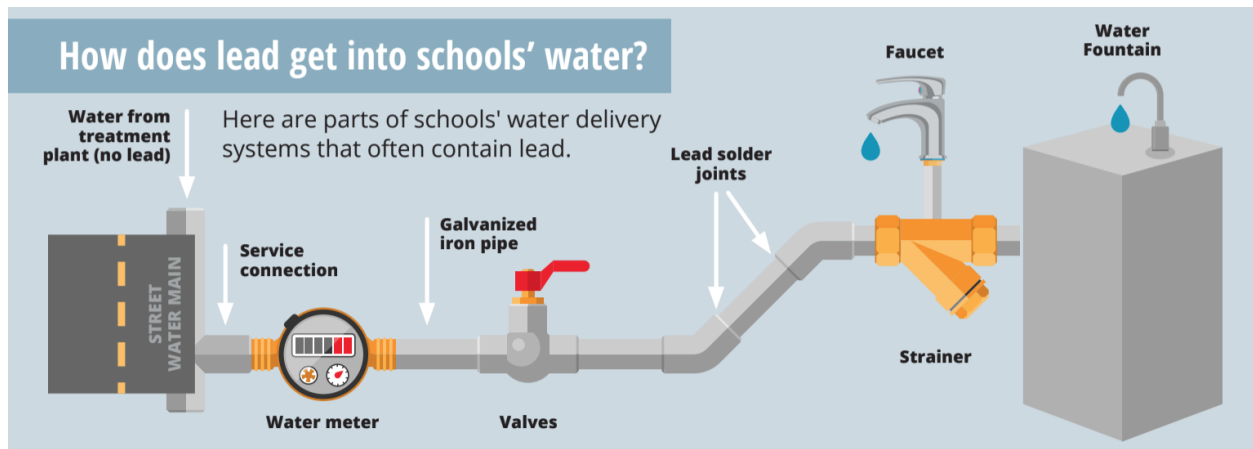 How does lead get into schools’ water?
Water from
treatment
plant (no lead)
Here are parts of schools' water delivery
systems that often contain lead.
STREET
WATER MAIN
Service
connection
Water meter
Galvanized
iron pipe
Valves
Lead solder
joints
Faucet
Strainer
Water
Fountain